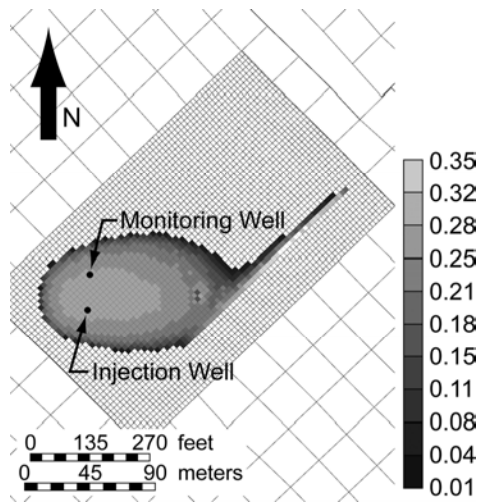 N
Monitoring Well
Injection Well
0 135 270 feet
0 45 90 meters
0.35
0.32
0.28
0.25
0.21
0.18
0.15
0.11
0.08
0.04
0.01